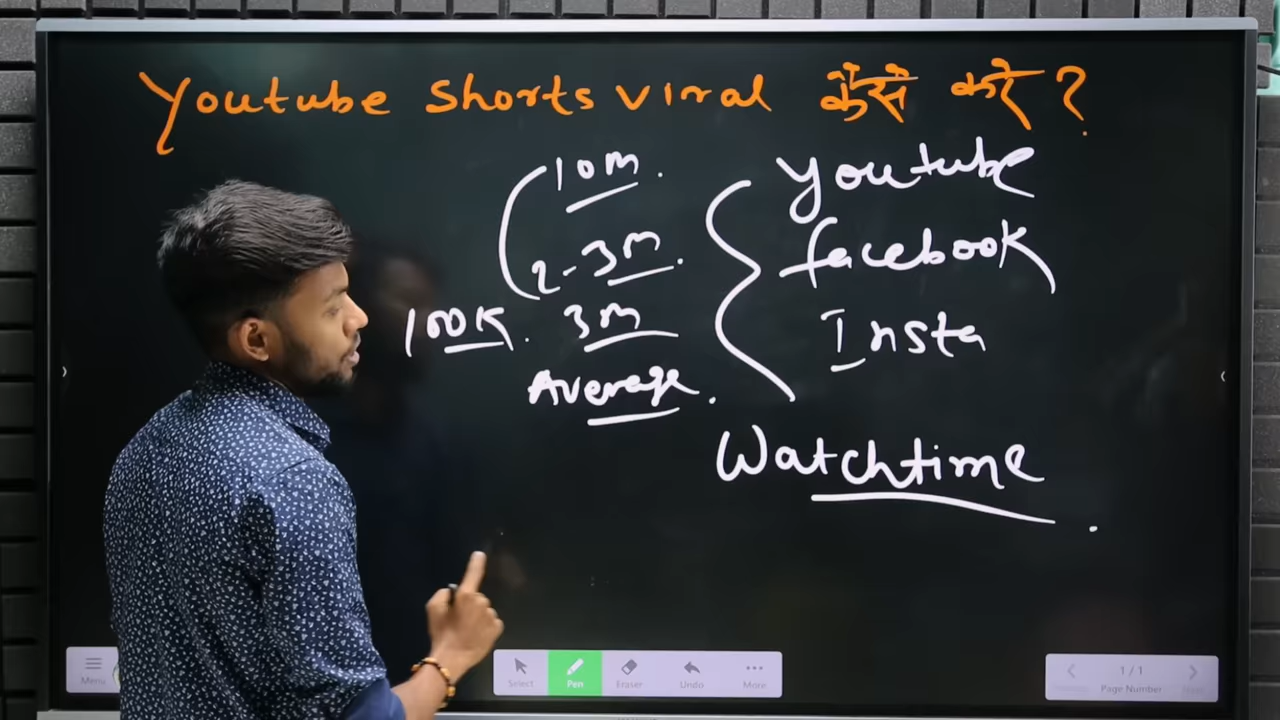 Youtube Shorts viral कैसे करें ?
10M.
2-3M.
100K. 3M
Average.
Youtube
facebook
Insta
Watchtime
Menu
Select
Pen
Eraser
Undo
More
1/1
Page Number